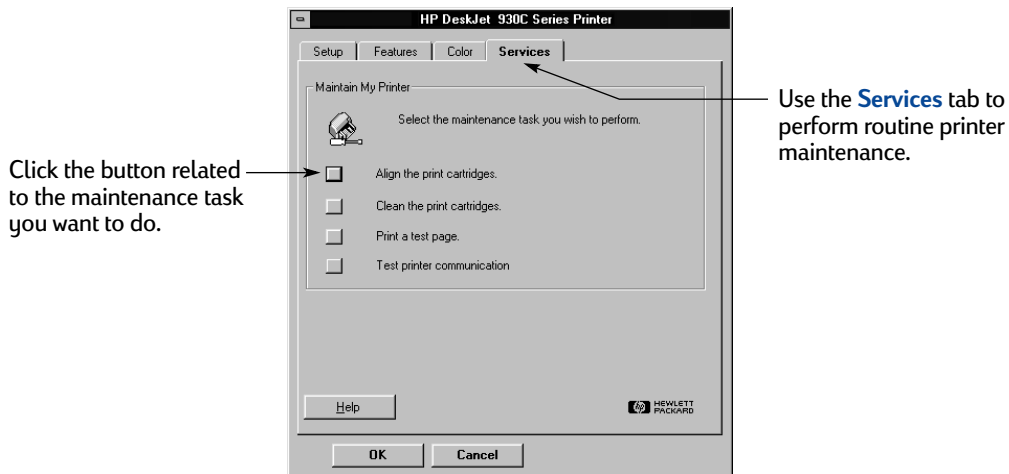 HP DeskJet 930C Series Printer
Setup Features Color Services
Maintain My Printer
Select the maintenance task you wish to perform.
Align the print cartridges.
Clean the print cartridges.
Print a test page.
Test printer communication
Help
hp HEWLETT
PACKARD
OK Cancel
Click the button related
to the maintenance task
you want to do.
Use the Services tab to
perform routine printer
maintenance.